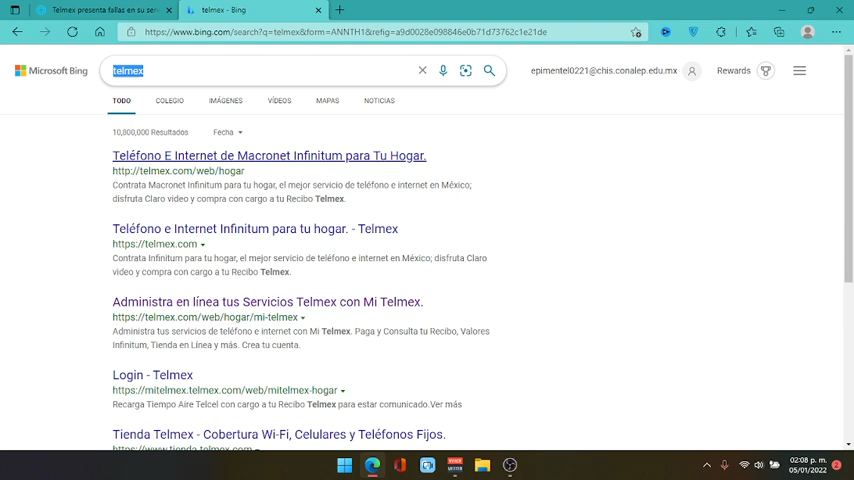 Telmex presenta fallas en su serv
telmex - Bing
https://www.bing.com/search?q=telmex&form=ANNTH1&refig=a9d0028e098846e0b71d73762c1e21de
Microsoft Bing
telmex
epimentel0221@chis.conalep.edu.mx
Rewards
TODO COLEGIO IMÁGENES VÍDEOS MAPAS NOTICIAS
10,800,000 Resultados Fecha
Teléfono E Internet de Macronet Infinitum para Tu Hogar.
http://telmex.com/web/hogar
Contrata Macronet Infinitum para tu hogar, el mejor servicio de teléfono e internet en México;
disfruta Claro video y compra con cargo a tu Recibo Telmex.
Teléfono e Internet Infinitum para tu hogar. - Telmex
https://telmex.com
Contrata Infinitum para tu hogar, el mejor servicio de teléfono e internet en México; disfruta Claro
video y compra con cargo a tu Recibo Telmex.
Administra en línea tus Servicios Telmex con Mi Telmex.
https://telmex.com/web/hogar/mi-telmex
Administra tus servicios de teléfono e internet con Mi Telmex. Paga y Consulta tu Recibo, Valores
Infinitum, Tienda en Línea y más. Crea tu cuenta.
Login - Telmex
https://mitelmex.telmex.com/web/mitelmex-hogar
Recarga Tiempo Aire Telcel con cargo a tu Recibo Telmex para estar comunicado.Ver más
Tienda Telmex - Cobertura Wi-Fi, Celulares y Teléfonos Fijos.
https://www.tienda.telmex.com
02:08 p. m.
05/01/2022
2